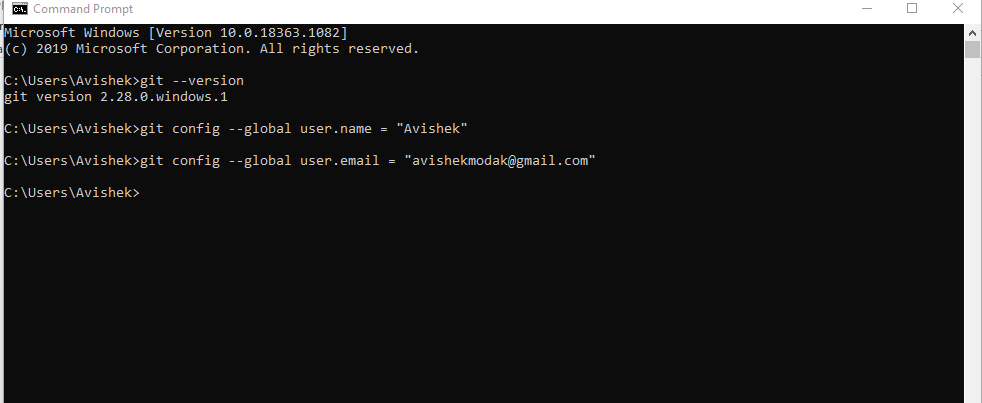 Command Prompt
Microsoft Windows [Version 10.0.18363.1082]
(c) 2019 Microsoft Corporation. All rights reserved.
C:\Users\Avishek>git --version
git version 2.28.0.windows.1
C:\Users\Avishek>git config --global user.name = "Avishek"
C:\Users\Avishek>git config --global user.email = "avishekmodak@gmail.com"
C:\Users\Avishek>